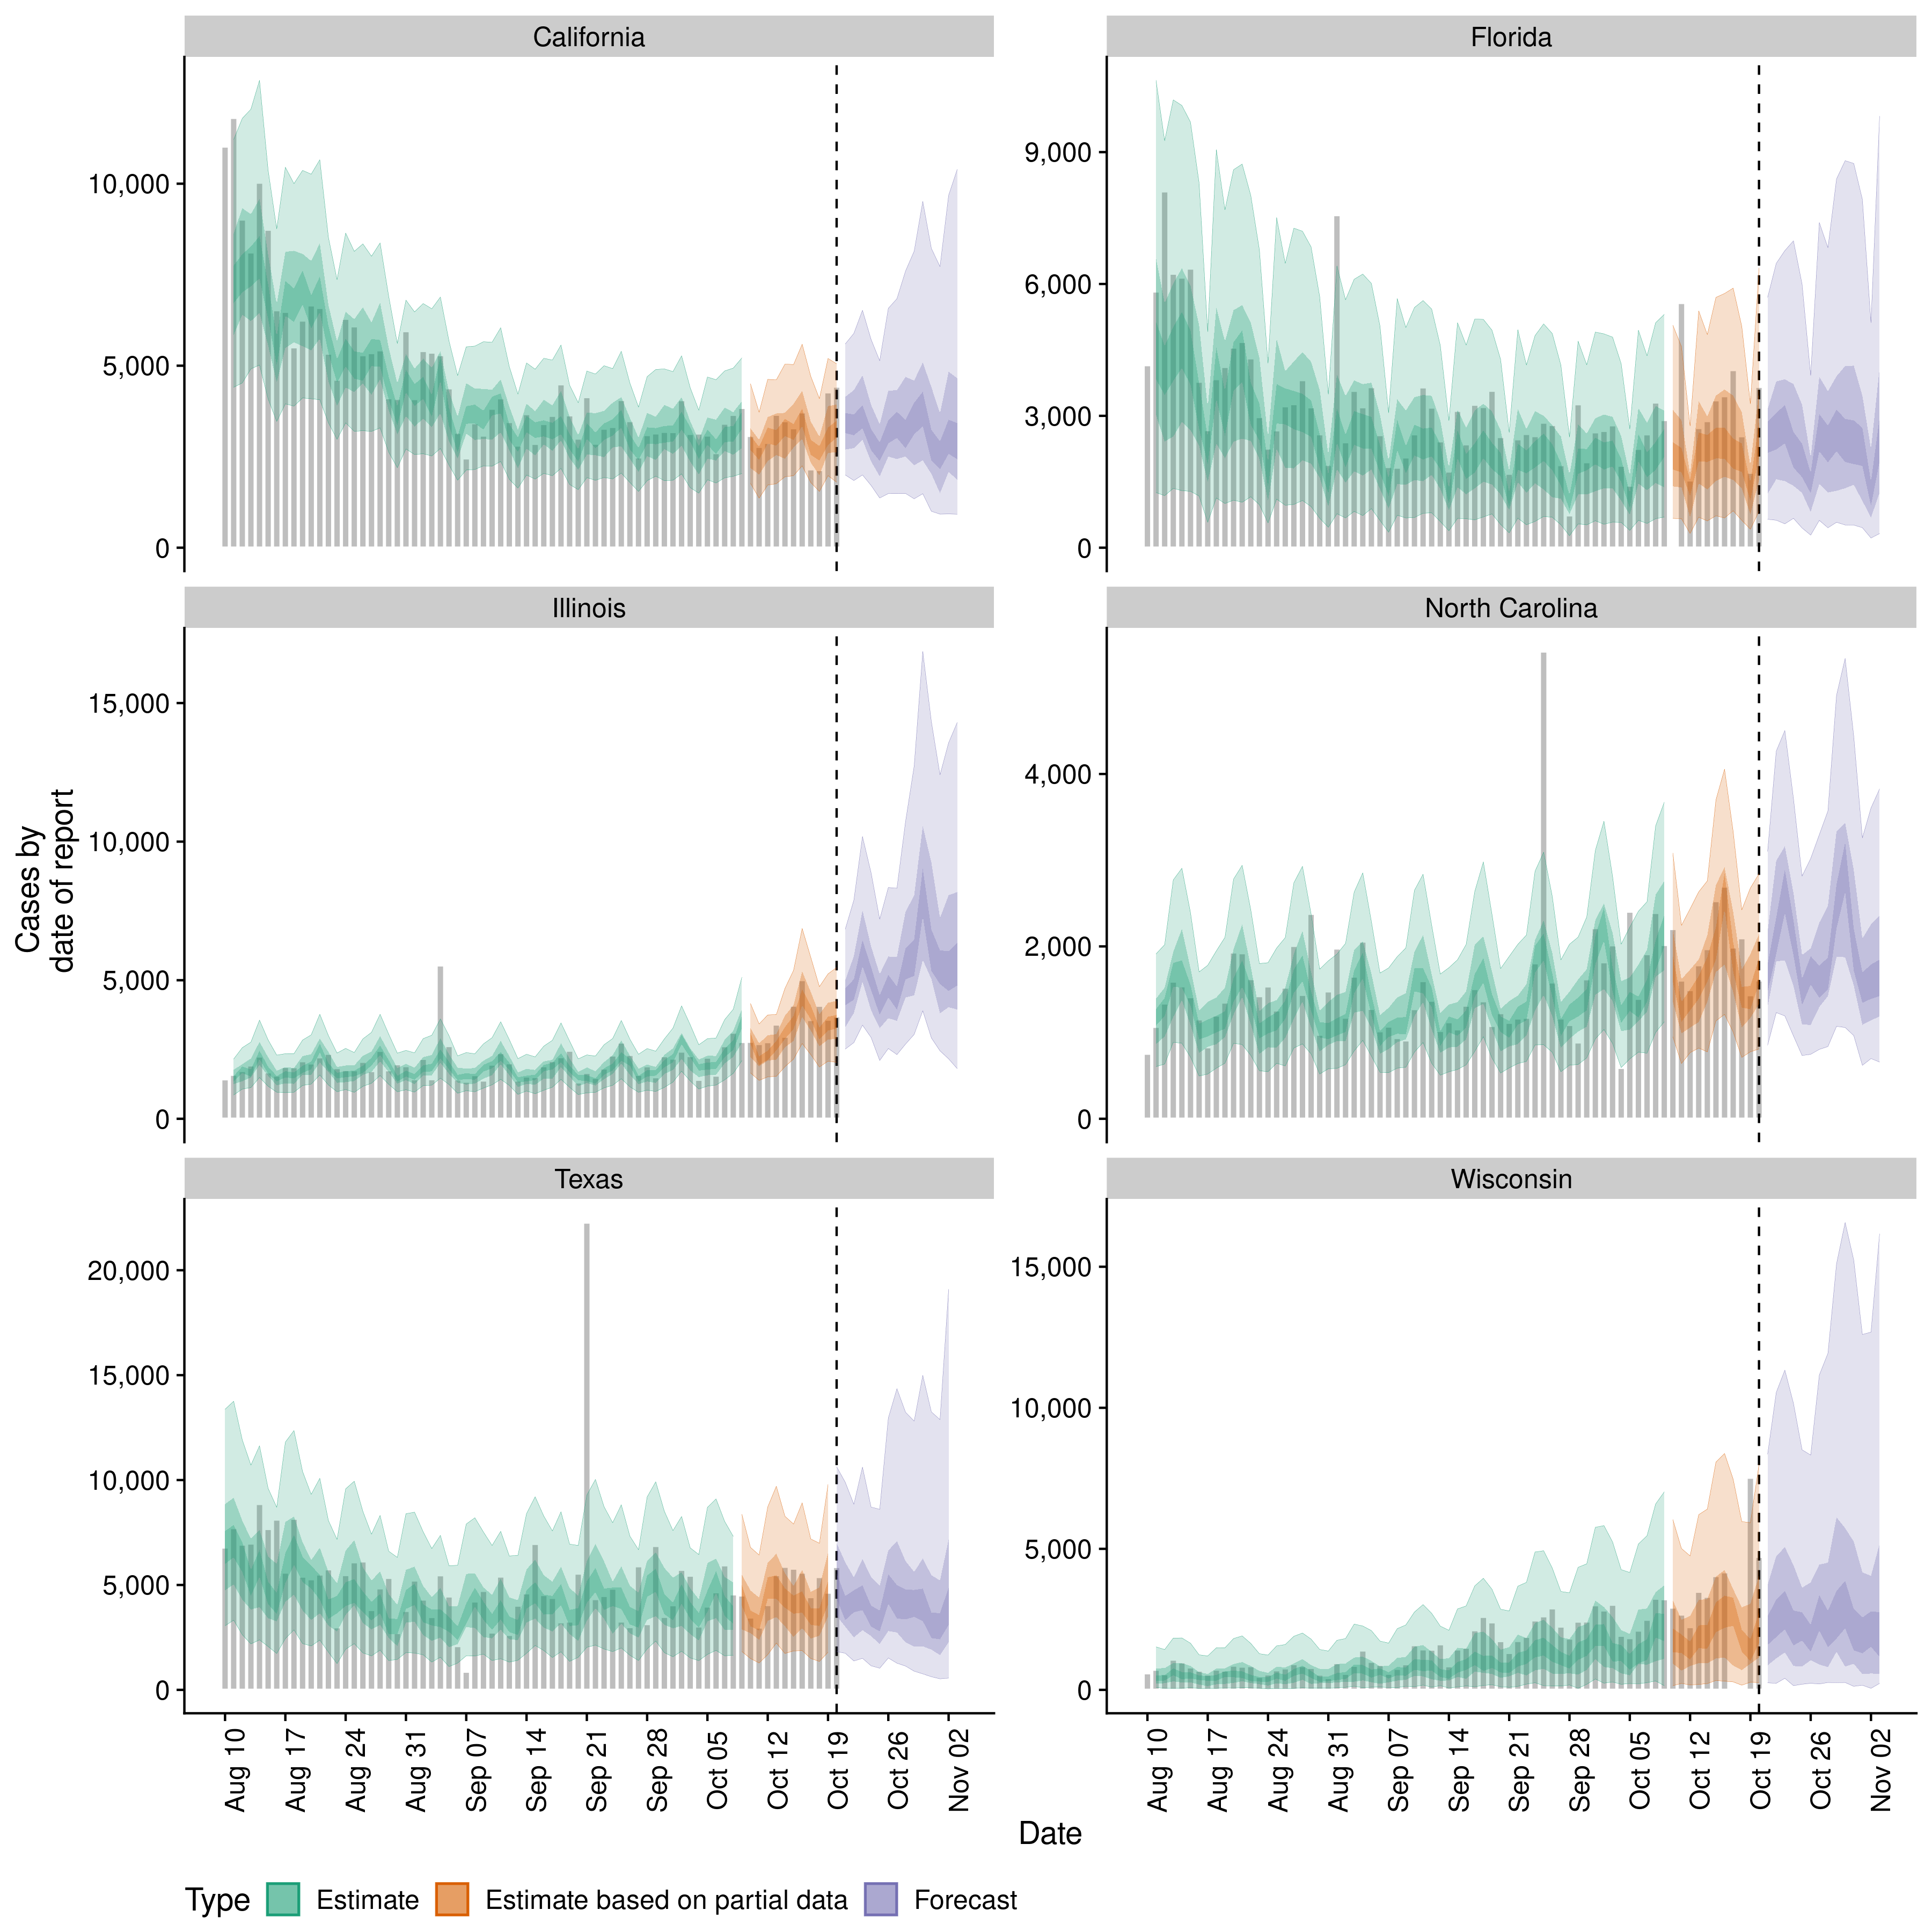 California
Florida
10,000
5,000
0
9,000
6,000
3,000
0
Illinois
North Carolina
15,000
10,000
5,000
0
4,000
2,000
0
Cases by
date of report
Texas
Wisconsin
20,000
15,000
10,000
5,000
0
15,000
10,000
5,000
0
Aug 10
Aug 17
Aug 24
Aug 31
Sep 07
Sep 14
Sep 21
Sep 28
Oct 05
Oct 12
Oct 19
Oct 26
Nov 02
Aug 10
Aug 17
Aug 24
Aug 31
Sep 07
Sep 14
Sep 21
Sep 28
Oct 05
Oct 12
Oct 19
Oct 26
Nov 02
Date
Type Estimate Estimate based on partial data Forecast